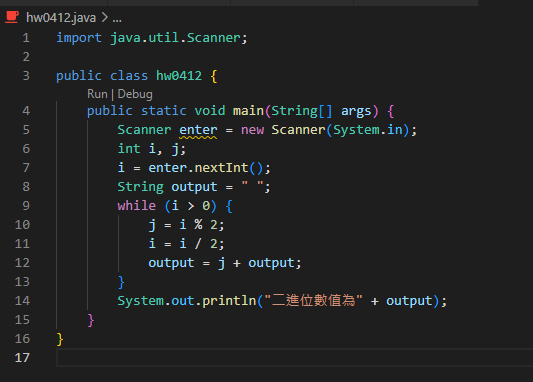 hw0412.java > ...
1 import java.util.Scanner;
2
3 public class hw0412 {
Run | Debug
4 public static void main(String[] args) {
5 Scanner enter = new Scanner(System.in);
6 int i, j;
7 i = enter.nextInt();
8 String output = " ";
9 while (i > 0) {
10 j = i % 2;
11 i = i / 2;
12 output = j + output;
13 }
14 System.out.println("二進位數值為" + output);
15 }
16 }
17